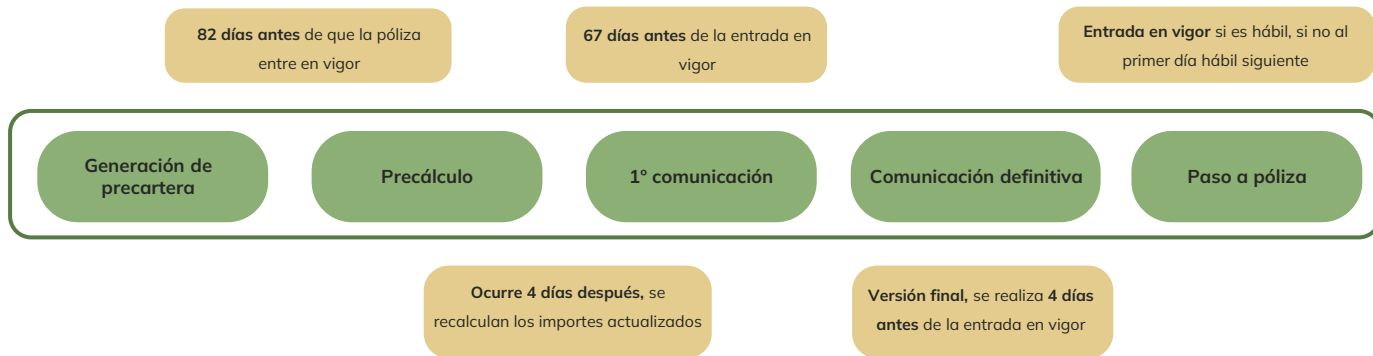 82 días antes de que la póliza
entre en vigor
67 días antes de la entrada en
vigor
Entrada en vigor si es hábil, si no al
primer día hábil siguiente
Generación de
precartera
Precálculo
1º comunicación
Comunicación definitiva
Paso a póliza
Ocurre 4 días después, se
recalculan los importes actualizados
Versión final, se realiza 4 días
antes de la entrada en vigor